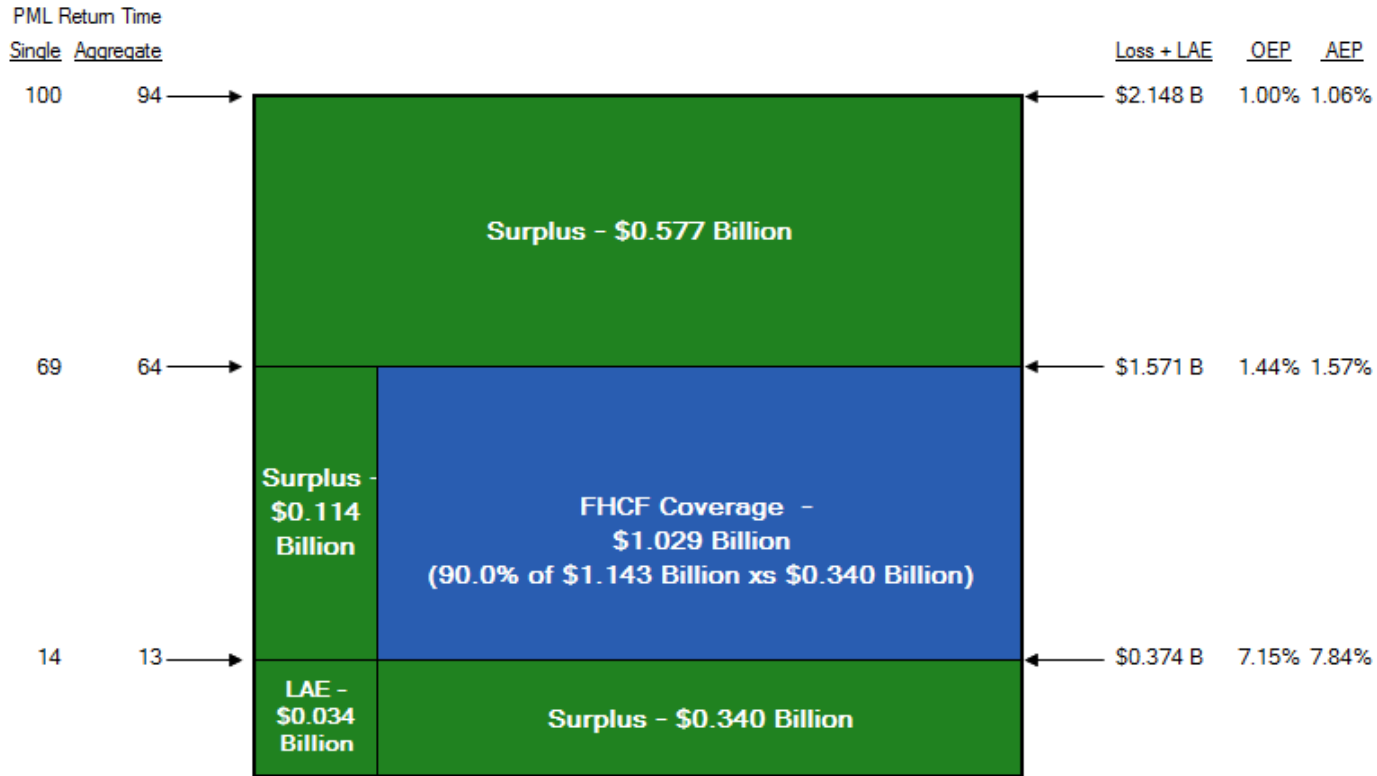 PML Return Time
Single Aggregate
Loss + LAE OEP AEP
100 94
$2.148 B 1.00% 1.06%
Surplus - $0.577 Billion
69 64
$1.571 B 1.44% 1.57%
Surplus -
$0.114
Billion
FHCF Coverage -
$1.029 Billion
(90.0% of $1.143 Billion xs $0.340 Billion)
14 13
$0.374 B 7.15% 7.84%
LAE -
$0.034
Billion
Surplus - $0.340 Billion